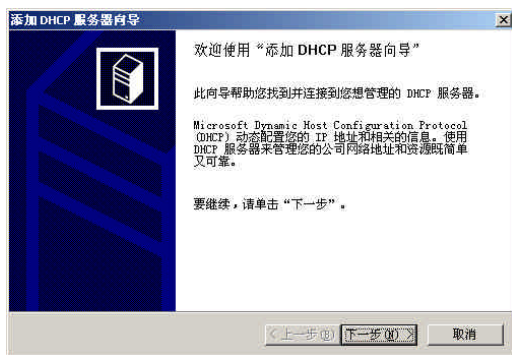 添加 DHCP 服务器向导
欢迎使用“添加 DHCP 服务器向导”
此向导帮助您找到并连接到您想管理的 DHCP 服务器。
Microsoft Dynamic Host Configuration Protocol
(DHCP) 动态配置您的 IP 地址和相关的信息。使用
DHCP 服务器来管理您的公司网络地址和资源既简单
又可靠。
要继续，请单击“下一步”。
< 上一步(B) 下一步(N) > 取消